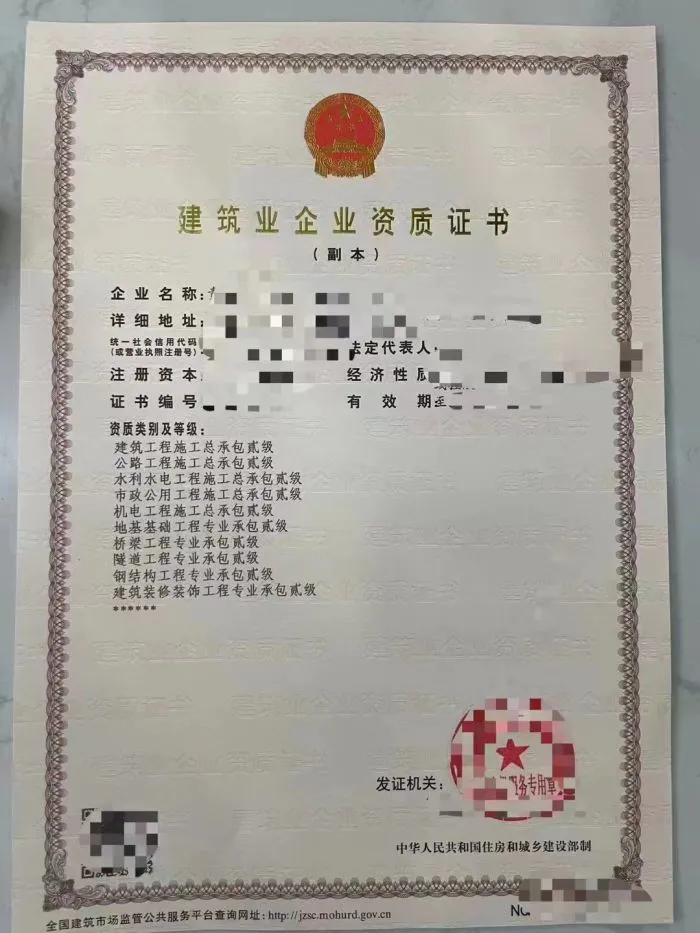 建筑业企业资质证书
（副本）
企业名称：
详细地址：
统一社会信用代码
（或营业执照注册号）
法定代表人：
注册资本
经济性质
证书编号
有效期至
资质类别及等级：
建筑工程施工总承包贰级
公路工程施工总承包贰级
水利水电工程施工总承包贰级
市政公用工程施工总承包贰级
机电工程施工总承包贰级
地基基础工程专业承包贰级
桥梁工程专业承包贰级
隧道工程专业承包贰级
钢结构工程专业承包贰级
建筑装修装饰工程专业承包贰级
******
发证机关：
务专用章
中华人民共和国住房和城乡建设部制
全国建筑市场监管公共服务平台查询网址：http://jzsc.mohurd.gov.cn